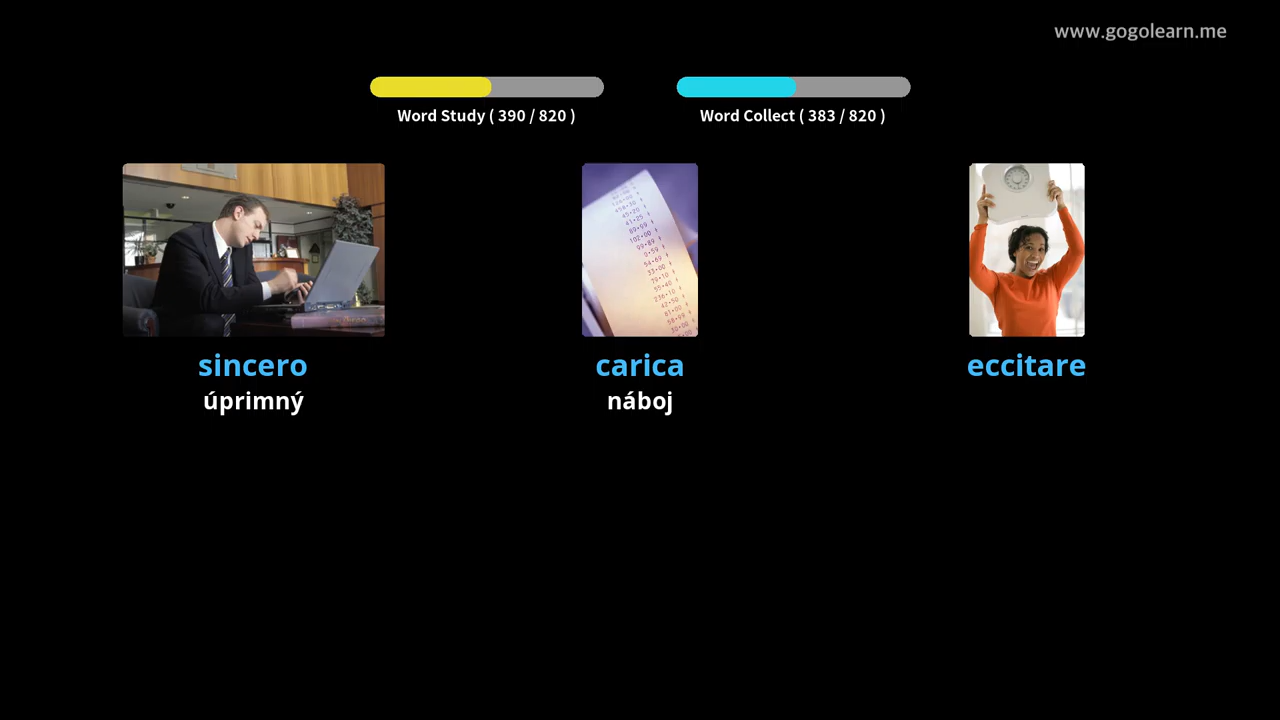 www.gogolearn.me
Word Study ( 390 / 820 )
Word Collect ( 383 / 820 )
sincero
carica
eccitare
úprimný
náboj